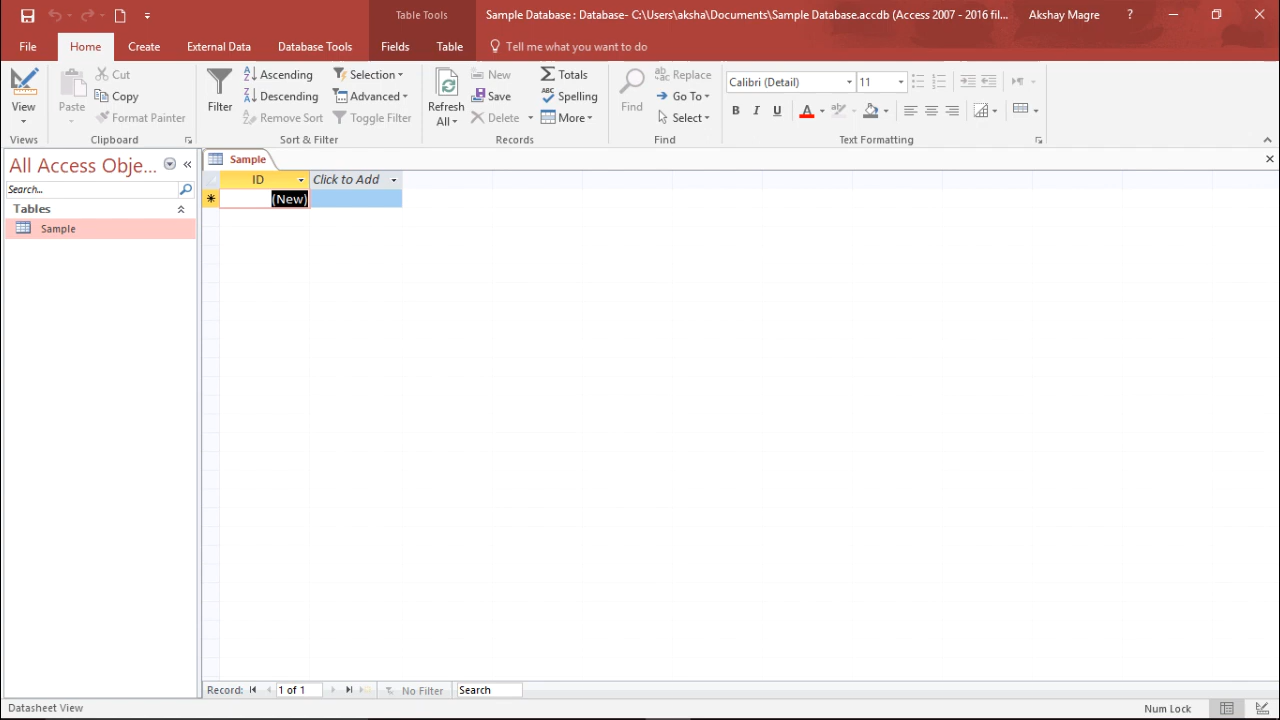 Table Tools
Sample Database : Database- C:\Users\aksha\Documents\Sample Database.accdb (Access 2007 - 2016 fil...
Akshay Magre
?
File
Home
Create
External Data
Database Tools
Fields
Table
Tell me what you want to do
View
Views
Paste
Cut
Copy
Format Painter
Clipboard
Filter
Ascending
Descending
Remove Sort
Selection
Advanced
Toggle Filter
Sort & Filter
Refresh
All
New
Save
Delete
Totals
Spelling
More
Records
Find
Replace
Go To
Select
Find
Calibri (Detail)
11
B I U A
Text Formatting
All Access Obje...
Search...
Tables
Sample
Sample
ID
Click to Add
(New)
Record:
1 of 1
No Filter
Search
Datasheet View
Num Lock